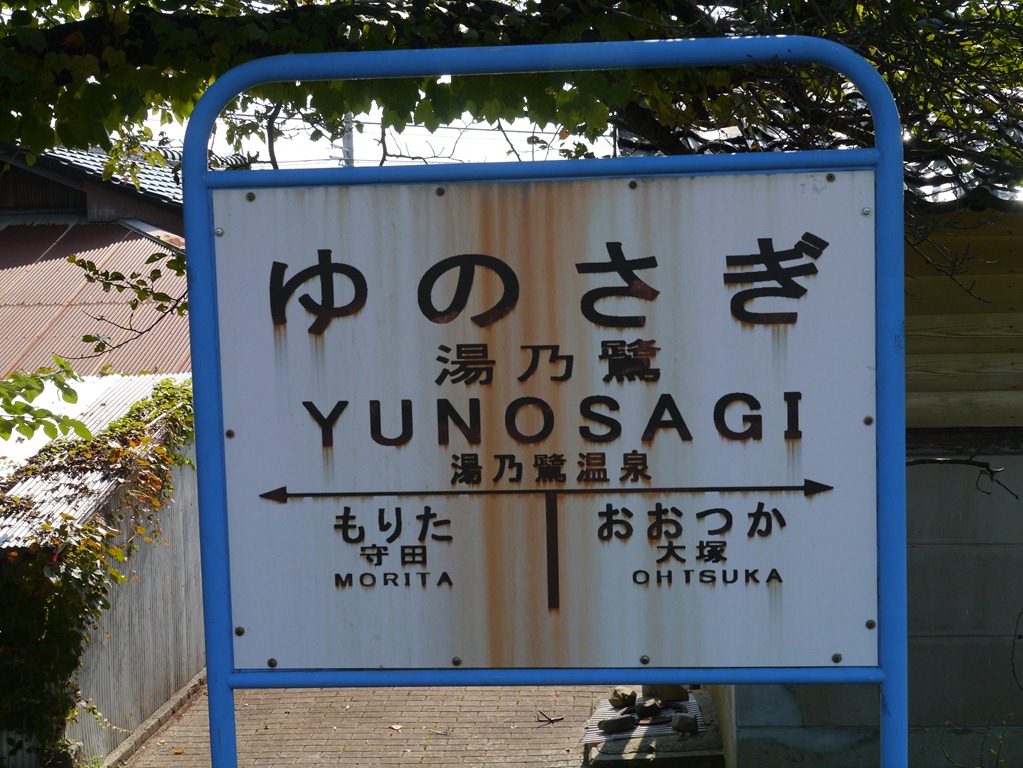 ゆのさぎ
湯乃鷺
YUNOSAGI
湯乃鷺温泉
もりた おおつか
守田 大塚
MORITA OHTSUKA